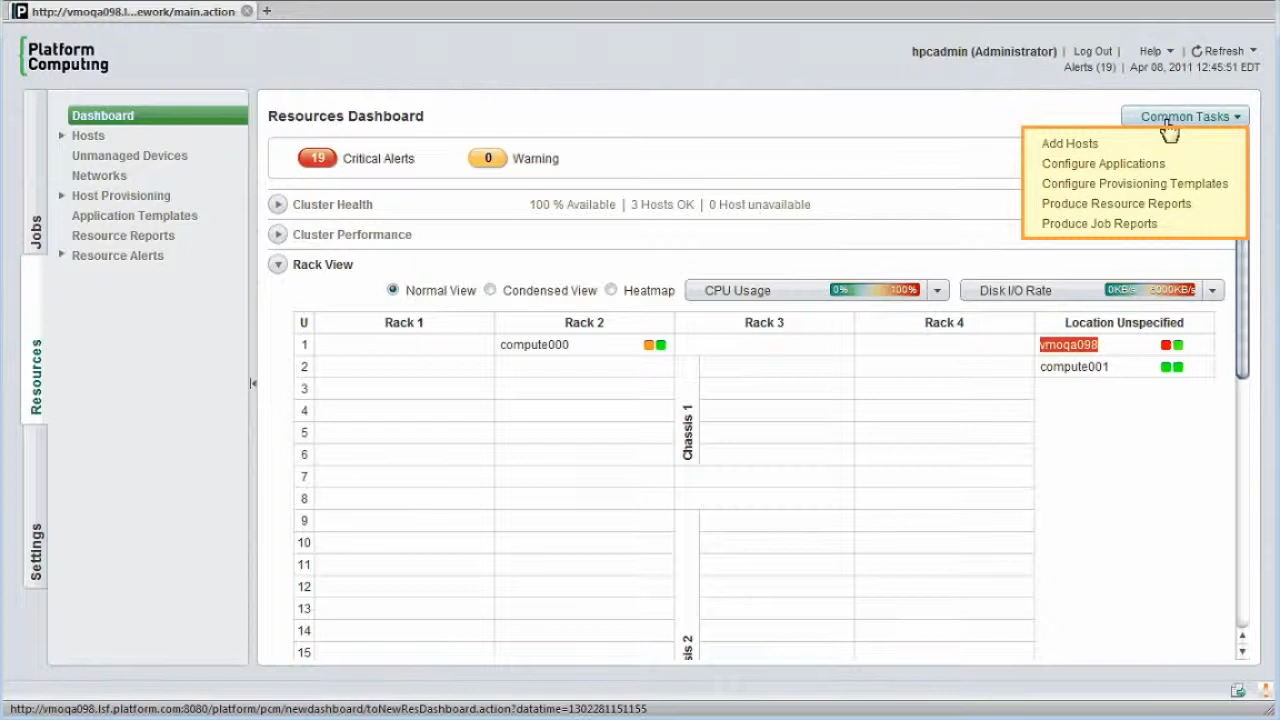 http://vmoqa098.l...ework/main.action
Platform
Computing
hpcadmin (Administrator) | Log Out | Help | Refresh
Alerts (19) | Apr 08, 2011 12:45:51 EDT
Jobs
Resources
Settings
Dashboard
Hosts
Unmanaged Devices
Networks
Host Provisioning
Application Templates
Resource Reports
Resource Alerts
Resources Dashboard
Common Tasks
Add Hosts
Configure Applications
Configure Provisioning Templates
Produce Resource Reports
Produce Job Reports
19 Critical Alerts 0 Warning
Cluster Health 100 % Available | 3 Hosts OK | 0 Host unavailable
Cluster Performance
Rack View
Normal View Condensed View Heatmap CPU Usage 0% 100% Disk I/O Rate 0KB/s 6000KB/s
U Rack 1 Rack 2 Rack 3 Rack 4 Location Unspecified
1 compute000 vmoqa098
2 compute001
3
4
5
6
Chassis 1
7
8
9
10
11
12
13
14
15
sis 2
http://vmoqa098.lsf.platform.com:8080/platform/pcm/newdashboard/toNewResDashboard.action?datatime=1302281151155